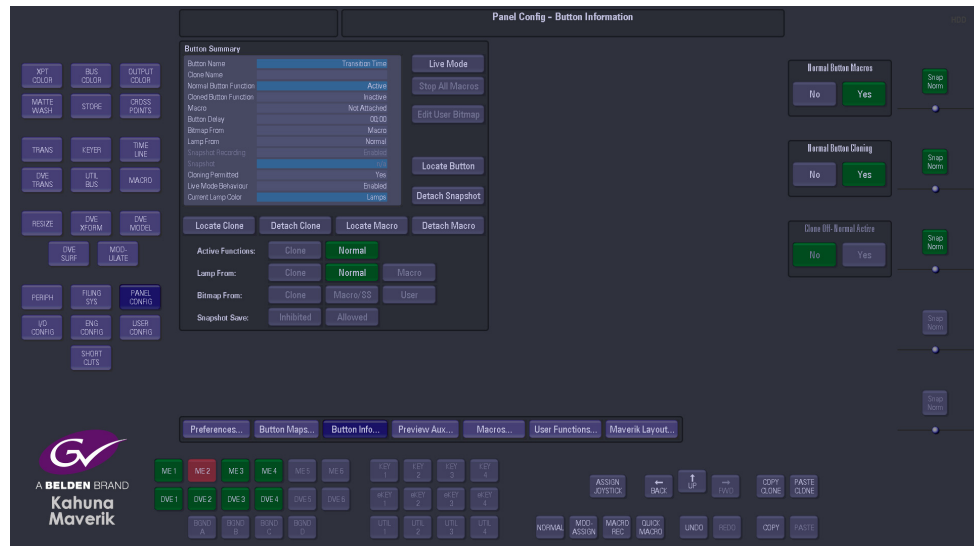 Panel Config - Button Information
Button Summary
Button Name Transition Time
Clone Name
Normal Button Function Active
Cloned Button Function Inactive
Macro Not Attached
Button Delay 00:00
Bitmap From Macro
Lamp From Normal
Snapshot Recording Enabled
Snapshot n/a
Cloning Permitted Yes
Live Mode Behaviour Enabled
Current Lamp Color Lamps
Live Mode
Stop All Macros
Edit User Bitmap
Locate Button
Detach Snapshot
Locate Clone Detach Clone Locate Macro Detach Macro
Active Functions: Clone Normal
Lamp From: Clone Normal Macro
Bitmap From: Clone Macro/SS User
Snapshot Save: Inhibited Allowed
XPT COLOR
BUS COLOR
OUTPUT COLOR
MATTE WASH
STORE
CROSS POINTS
TRANS
KEYER
TIME LINE
DVE TRANS
UTIL BUS
MACRO
RESIZE
DVE XFORM
DVE MODEL
DVE SURF
MOD- ULATE
PERIPH
FILING SYS
PANEL CONFIG
I/O CONFIG
ENG CONFIG
USER CONFIG
SHORT CUTS
Normal Button Macros
No Yes
Normal Button Cloning
No Yes
Clone Off- Normal Active
No Yes
Snap
Norm
Snap
Norm
Snap
Norm
Snap
Norm
Snap
Norm
Preferences... Button Maps... Button Info... Preview Aux... Macros... User Functions... Maverik Layout...
GV
A BELDEN BRAND
Kahuna
Maverik
ME 1 ME 2 ME 3 ME 4 ME 5 ME 6
DVE 1 DVE 2 DVE 3 DVE 4 DVE 5 DVE 6
BGND A BGND B BGND C BGND D
KEY 1 KEY 2 KEY 3 KEY 4
eKEY 1 eKEY 2 eKEY 3 eKEY 4
UTIL 1 UTIL 2 UTIL 3 UTIL 4
ASSIGN JOYSTICK
BACK UP FWD
COPY CLONE
PASTE CLONE
NORMAL
MOD- ASSIGN
MACRO REC
QUICK MACRO
UNDO REDO COPY PASTE